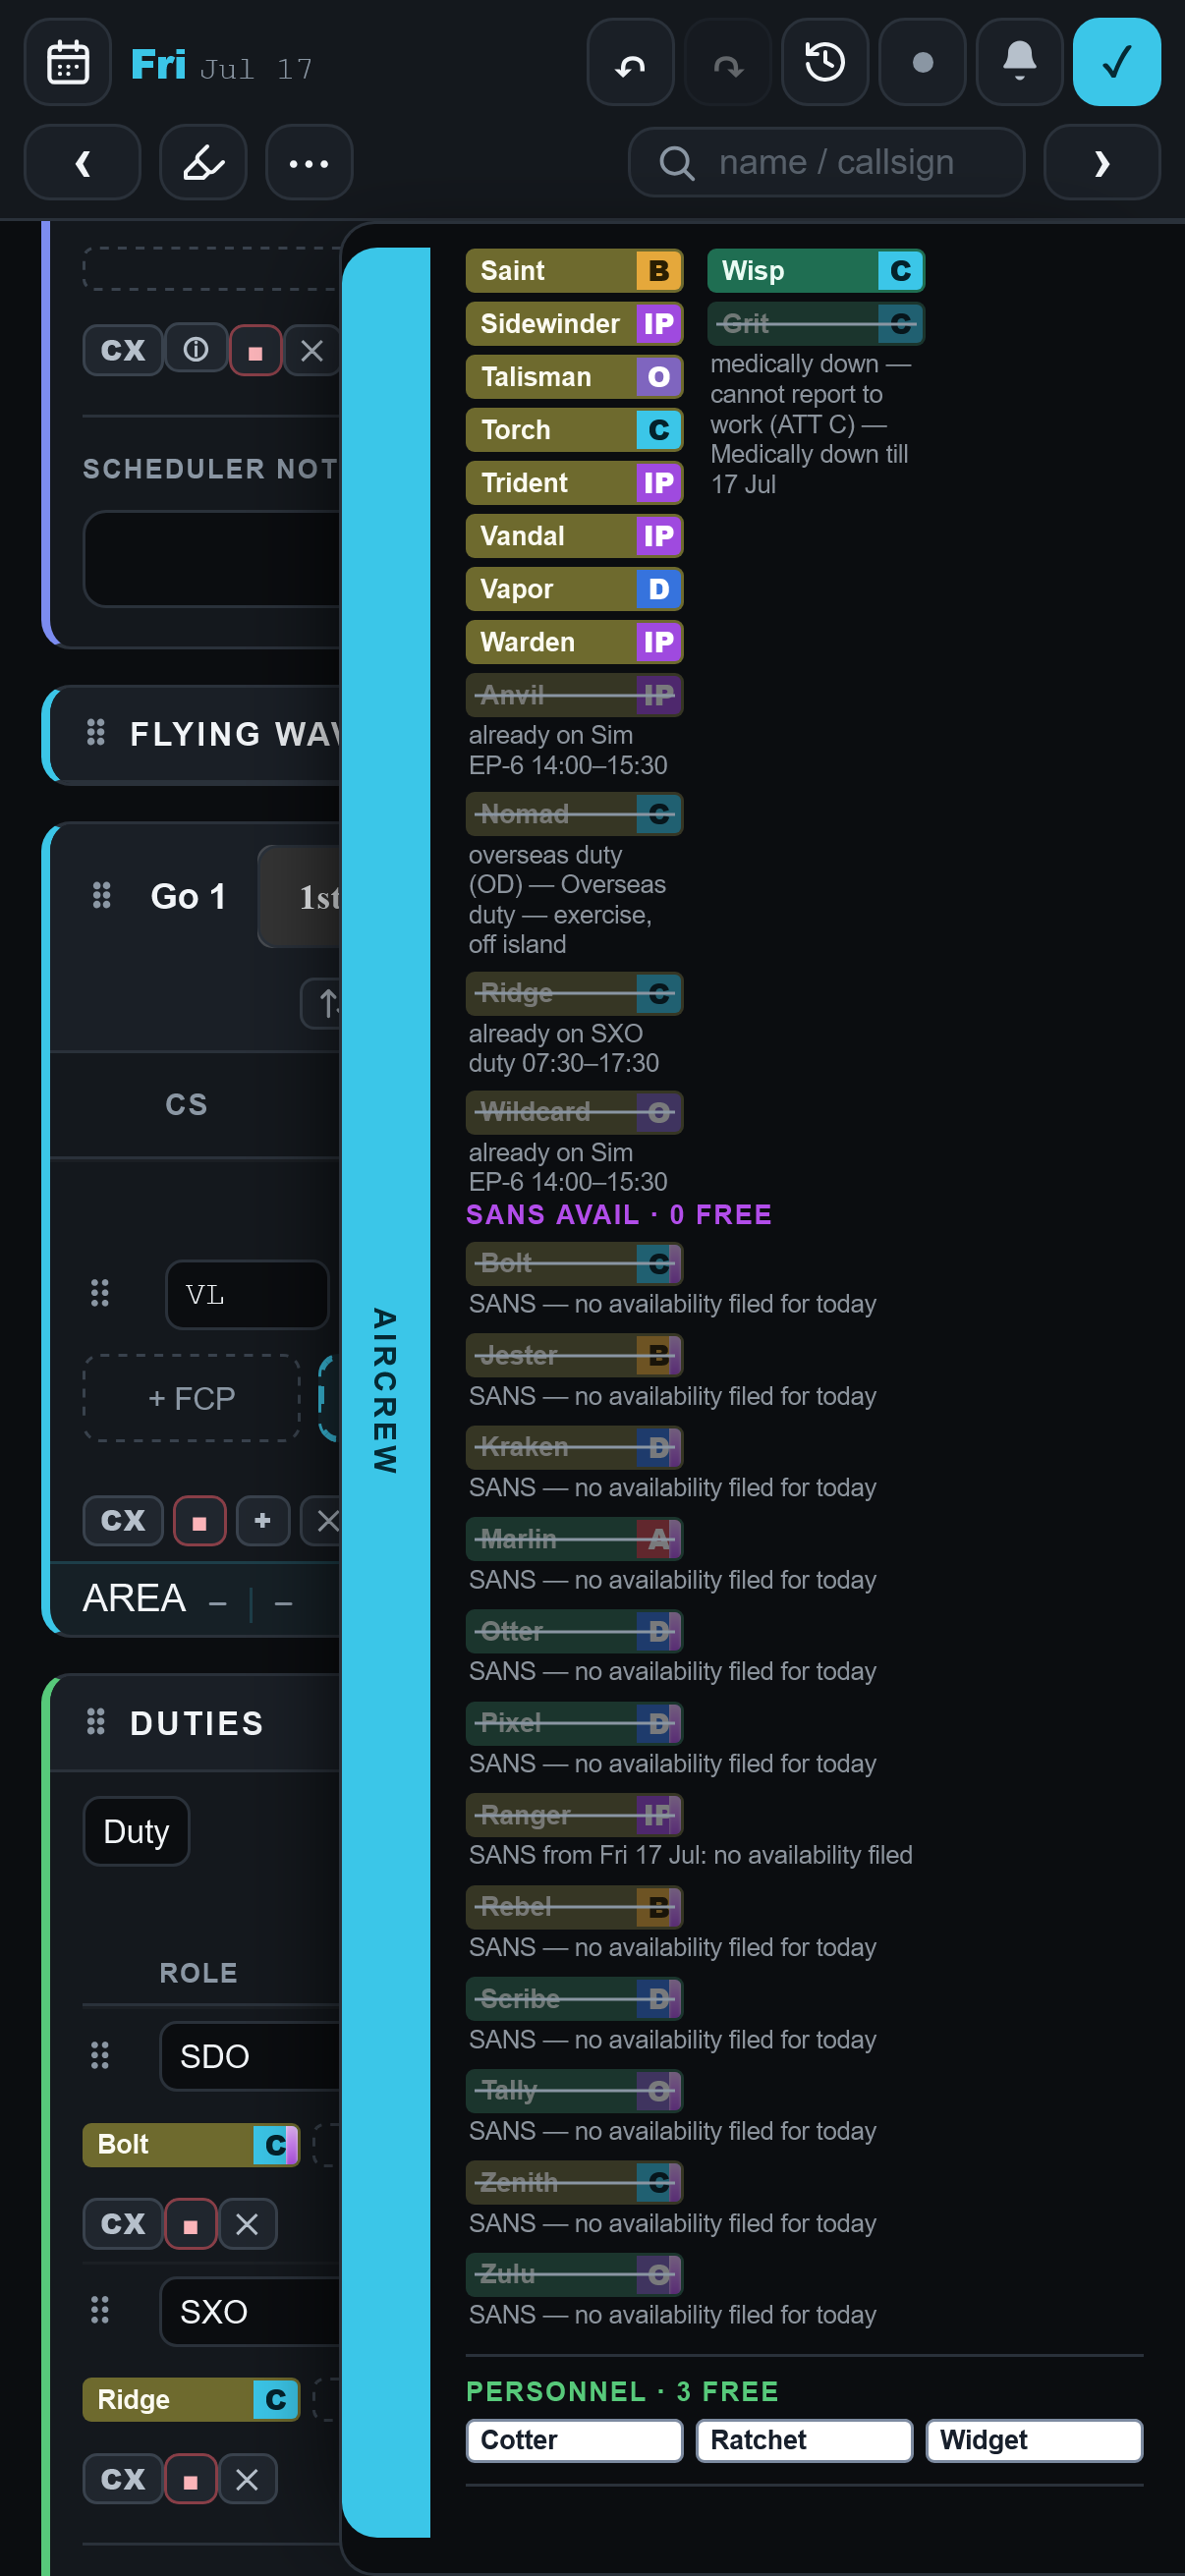 Fri Jul 17
name / callsign
CX
SCHEDULER NOT
FLYING WAV
Go 1 1st
CS
VL
+ FCP
CX +
AREA – | –
DUTIES
Duty
ROLE
SDO
Bolt C
CX
SXO
Ridge C
CX
AIRCREW
Saint B
Sidewinder IP
Talisman O
Torch C
Trident IP
Vandal IP
Vapor D
Warden IP
Anvil IP
already on Sim
EP-6 14:00–15:30
Nomad C
overseas duty
(OD) — Overseas
duty — exercise,
off island
Ridge C
already on SXO
duty 07:30–17:30
Wildcard O
already on Sim
EP-6 14:00–15:30
Wisp C
Grit C
medically down —
cannot report to
work (ATT C) —
Medically down till
17 Jul
SANS AVAIL · 0 FREE
Bolt C
SANS — no availability filed for today
Jester B
SANS — no availability filed for today
Kraken D
SANS — no availability filed for today
Marlin A
SANS — no availability filed for today
Otter D
SANS — no availability filed for today
Pixel D
SANS — no availability filed for today
Ranger IP
SANS from Fri 17 Jul: no availability filed
Rebel B
SANS — no availability filed for today
Scribe D
SANS — no availability filed for today
Tally O
SANS — no availability filed for today
Zenith C
SANS — no availability filed for today
Zulu O
SANS — no availability filed for today
PERSONNEL · 3 FREE
Cotter
Ratchet
Widget